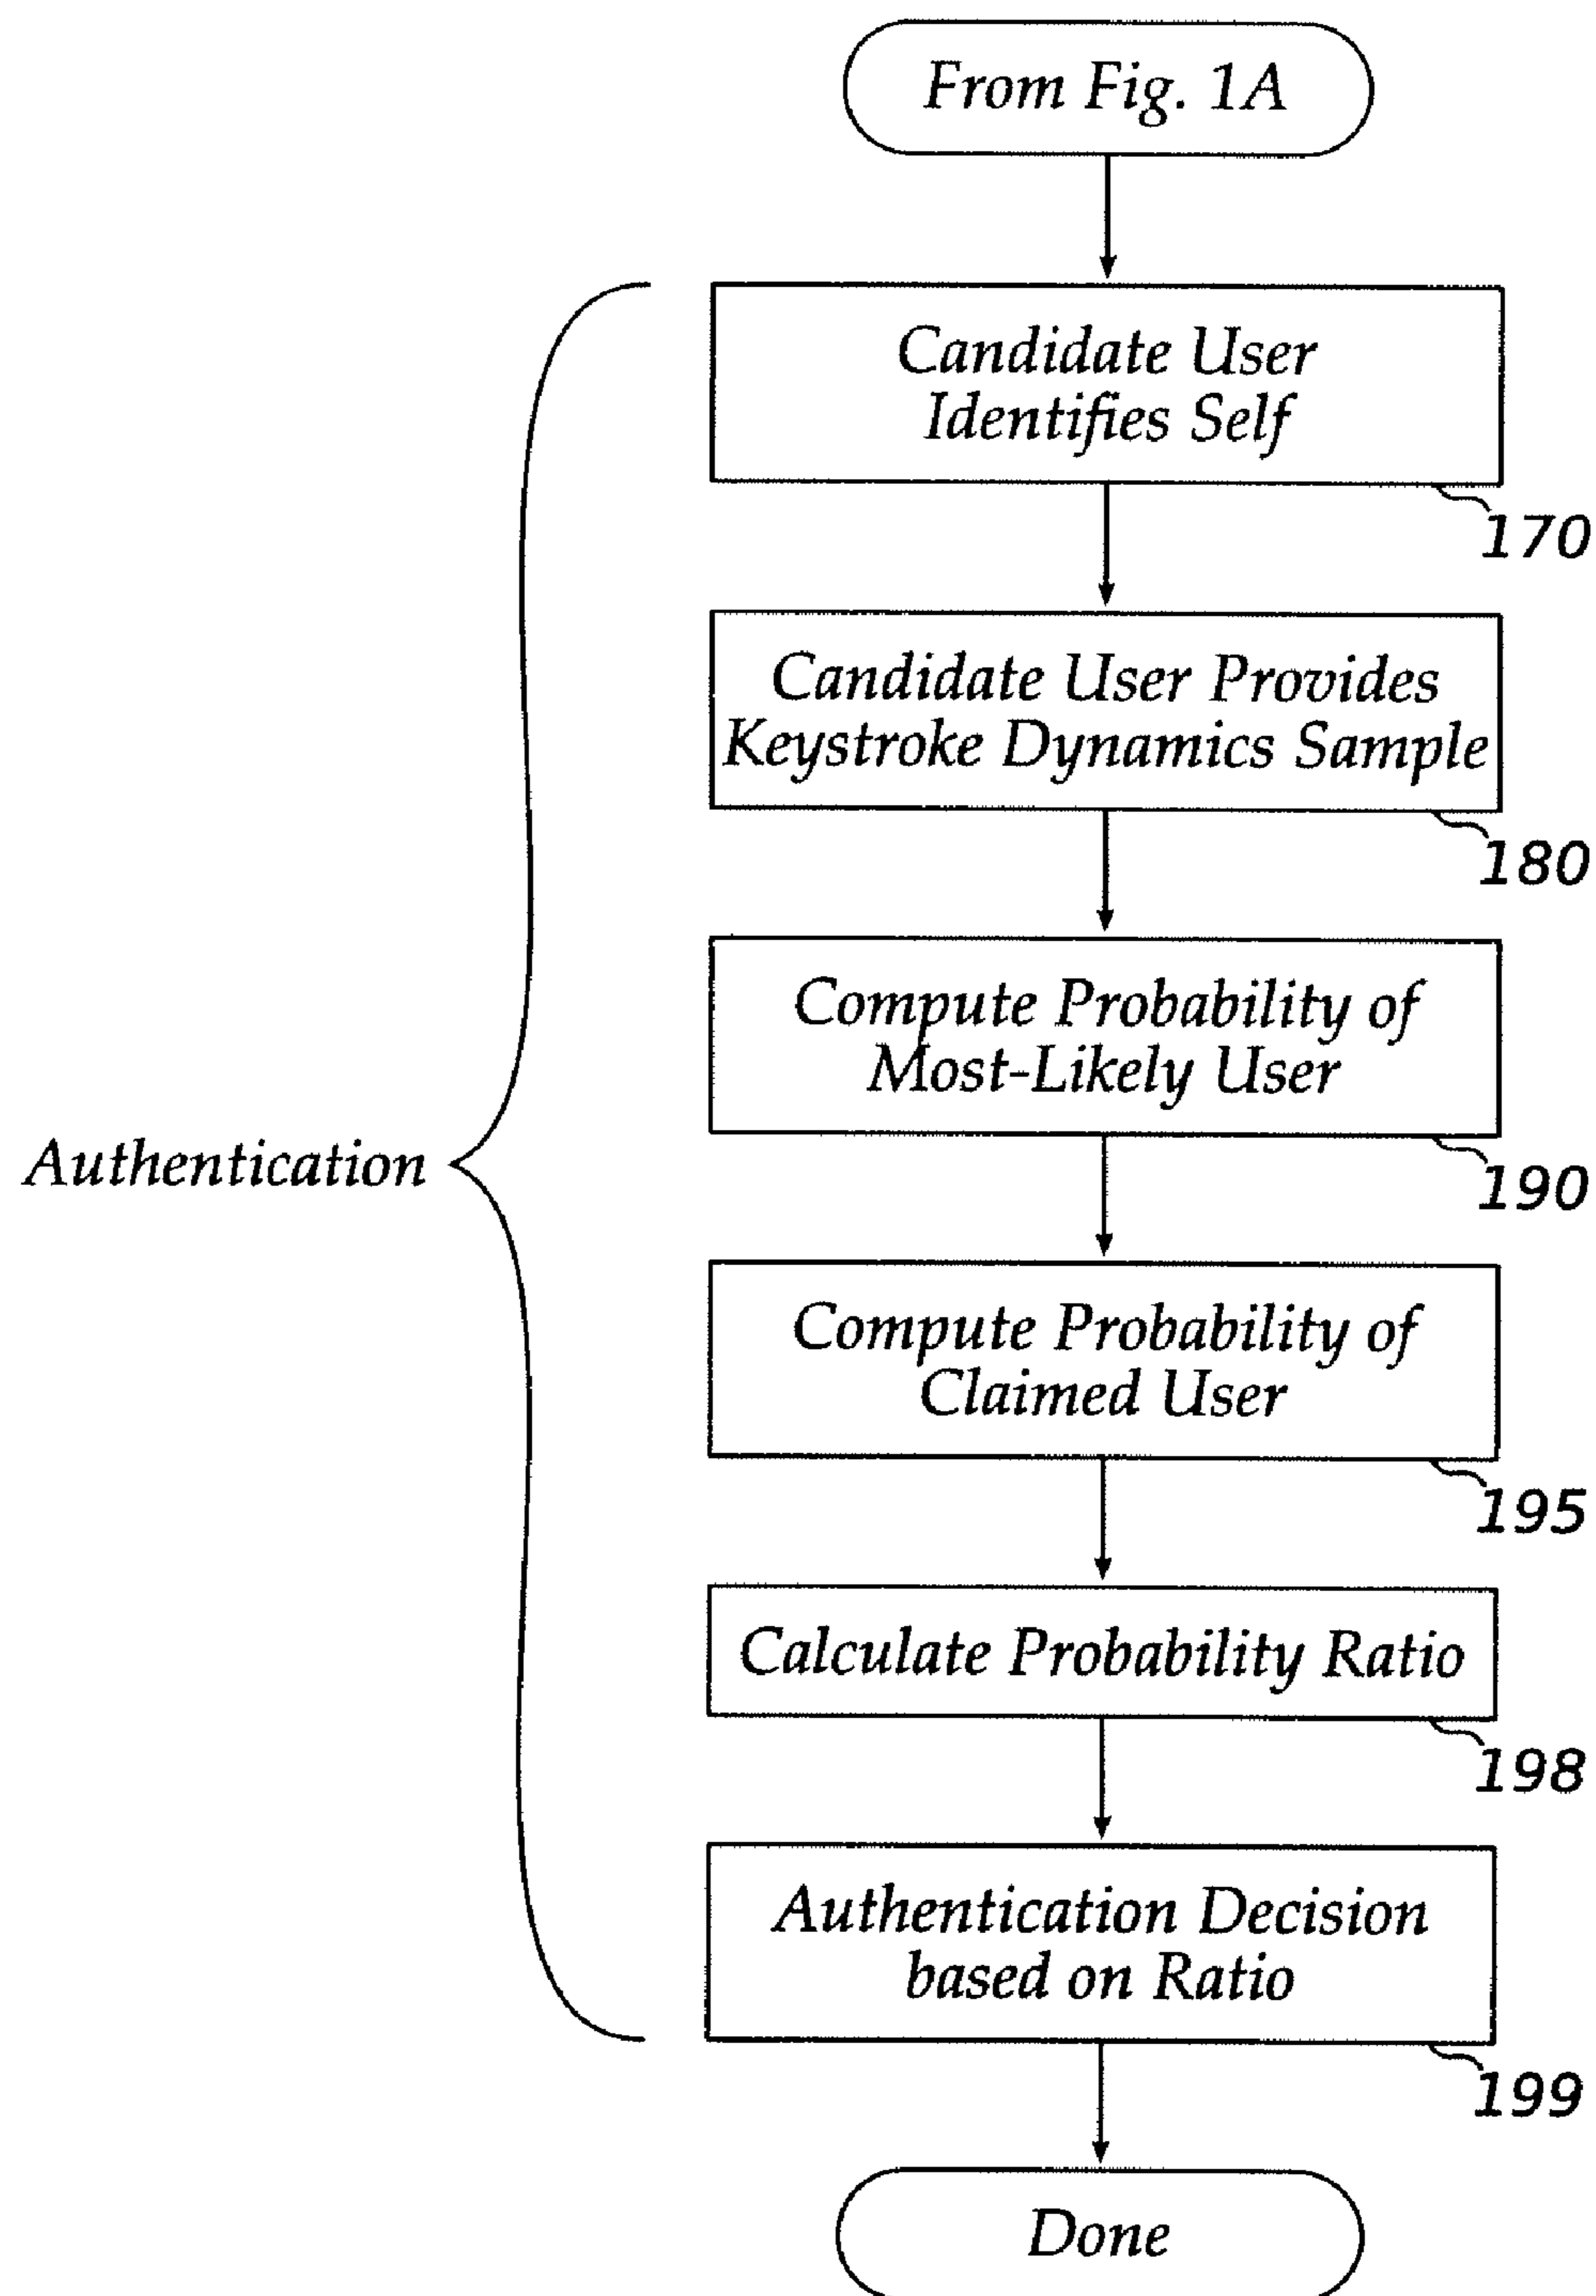 From Fig. 1A
Candidate User
Identifies Self
170
Candidate User Provides
Keystroke Dynamics Sample
180
Compute Probability of
Most-Likely User
190
Authentication
Compute Probability of
Claimed User
195
Calculate Probability Ratio
198
Authentication Decision
based on Ratio
199
Done